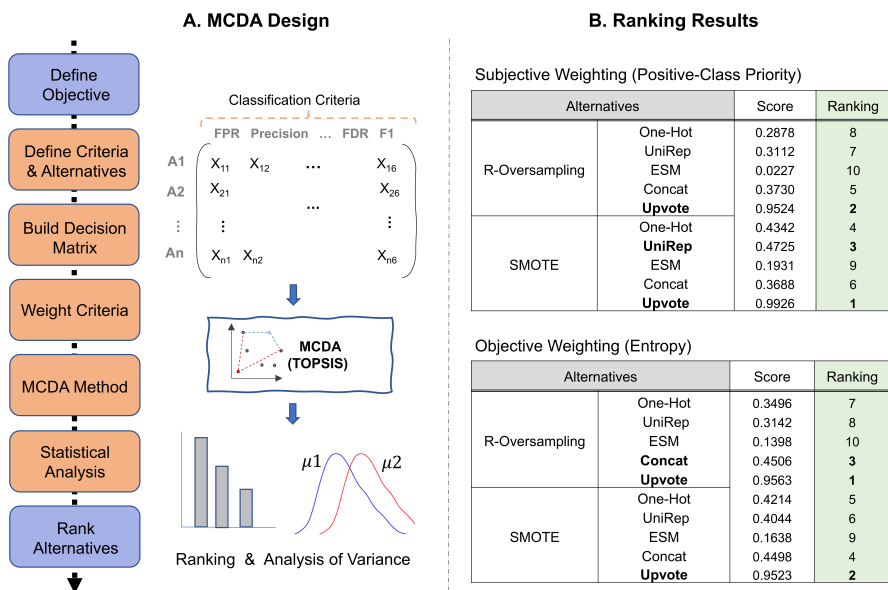 A. MCDA Design
Define
Objective
Define Criteria
& Alternatives
Build Decision
Matrix
Weight Criteria
MCDA Method
Statistical
Analysis
Rank
Alternatives
Classification Criteria
FPR Precision ... FDR F1
A1 X11 X12 ... X16
A2 X21 ... X26
⋮ ⋮ ⋮
An Xn1 Xn2 Xn6
MCDA
(TOPSIS)
μ1 μ2
Ranking & Analysis of Variance
B. Ranking Results
Subjective Weighting (Positive-Class Priority)
Alternatives Score Ranking
One-Hot 0.2878 8
UniRep 0.3112 7
R-Oversampling ESM 0.0227 10
Concat 0.3730 5
Upvote 0.9524 2
One-Hot 0.4342 4
UniRep 0.4725 3
SMOTE ESM 0.1931 9
Concat 0.3688 6
Upvote 0.9926 1
Objective Weighting (Entropy)
Alternatives Score Ranking
One-Hot 0.3496 7
UniRep 0.3142 8
R-Oversampling ESM 0.1398 10
Concat 0.4506 3
Upvote 0.9563 1
One-Hot 0.4214 5
UniRep 0.4044 6
SMOTE ESM 0.1638 9
Concat 0.4498 4
Upvote 0.9523 2